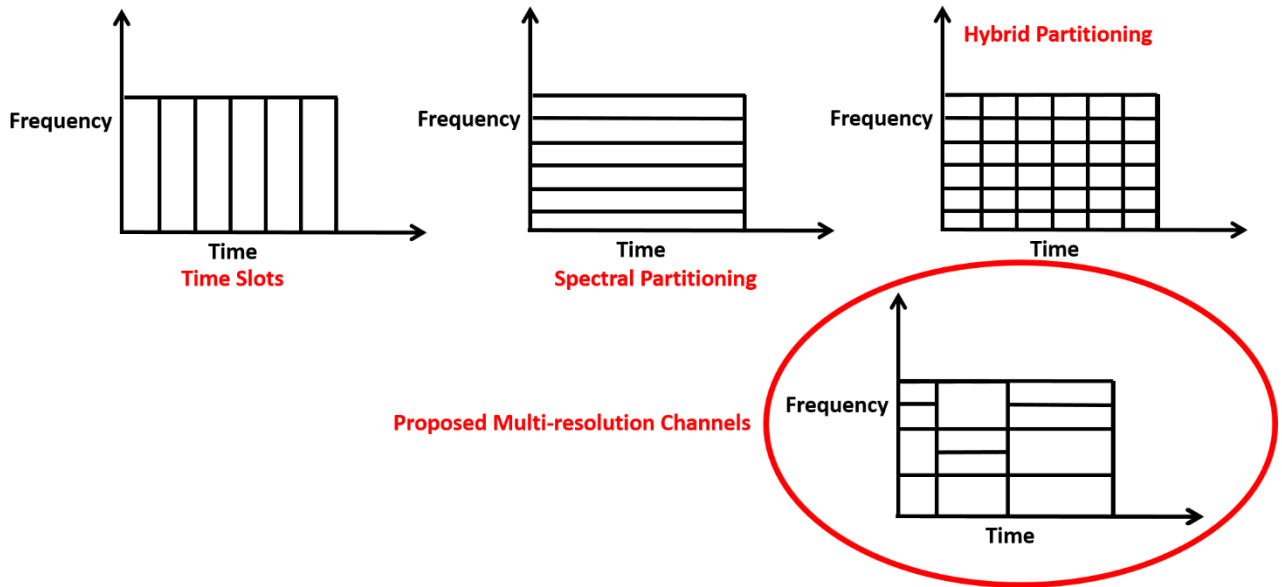 Hybrid Partitioning
Frequency
Frequency
Frequency
Time
Time
Time
Time Slots
Spectral Partitioning
Frequency
Proposed Multi-resolution Channels
Time